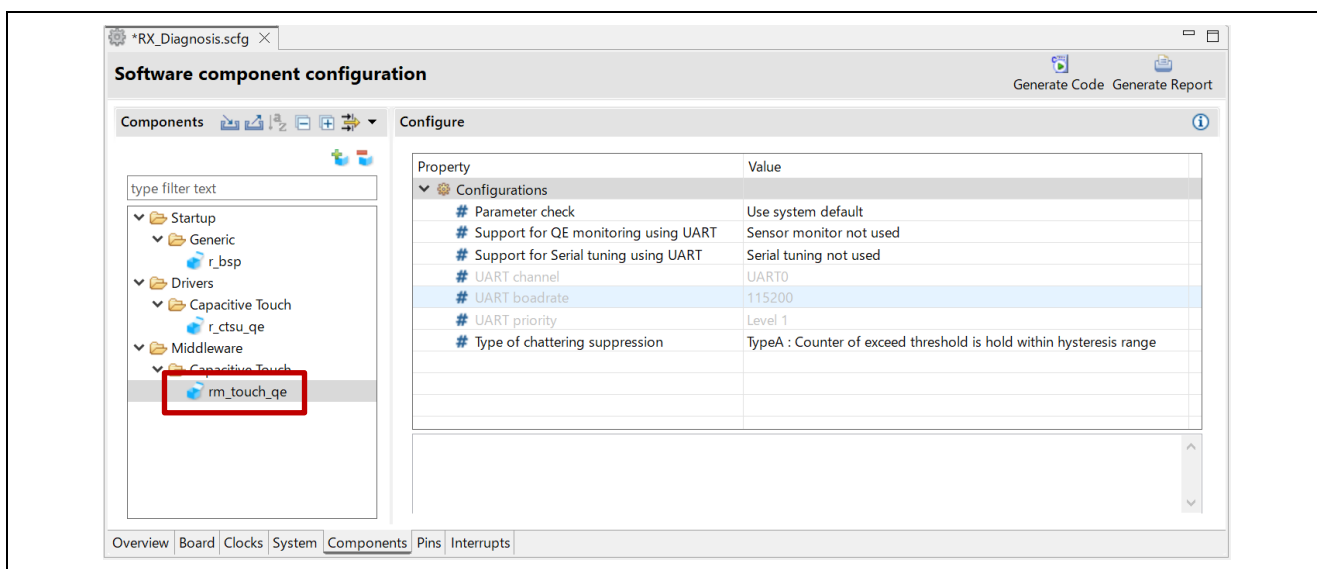 *RX_Diagnosis.scfg
Software component configuration
Generate Code Generate Report
Components
Configure
type filter text
Startup
Generic
r_bsp
Drivers
Capacitive Touch
r_ctsu_qe
Middleware
Capacitive Touch
rm_touch_qe
Property Value
Configurations
# Parameter check Use system default
# Support for QE monitoring using UART Sensor monitor not used
# Support for Serial tuning using UART Serial tuning not used
# UART channel UART0
# UART boadrate 115200
# UART priority Level 1
# Type of chattering suppression TypeA : Counter of exceed threshold is hold within hysteresis range
Overview Board Clocks System Components Pins Interrupts